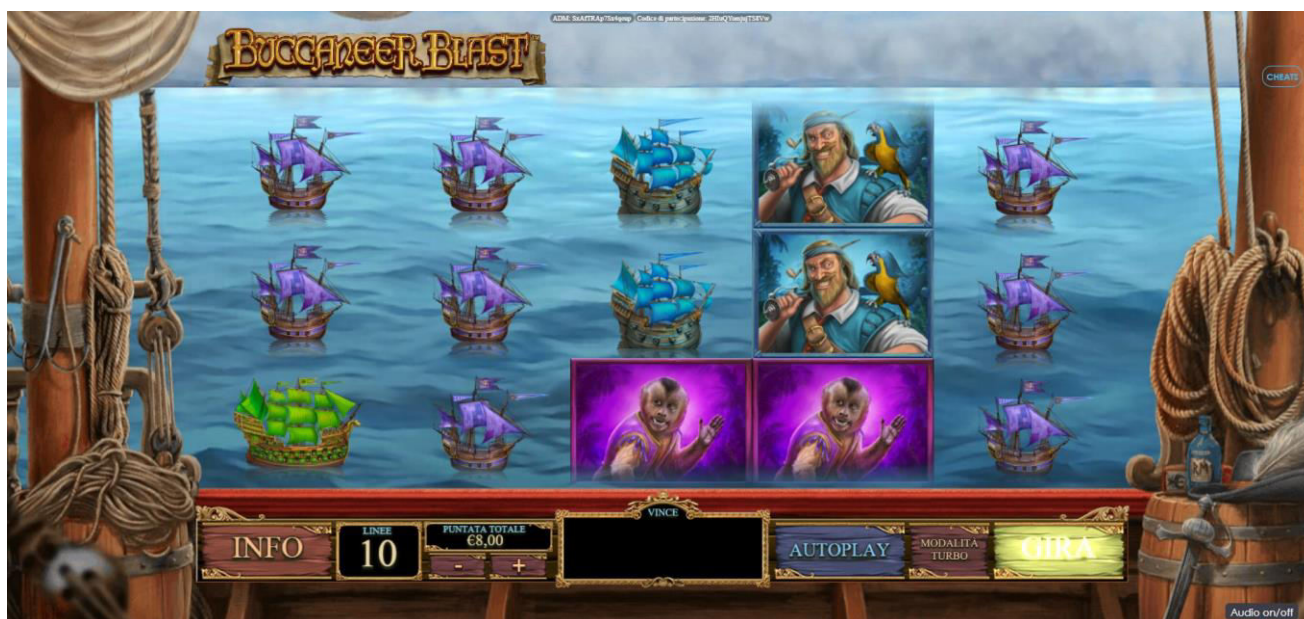 BUCCANEER BLAST
CHEATS
VINCE
INFO
LINEE
10
PUNTATA TOTALE
€8,00
-
+
AUTOPLAY
MODALITÀ
TURBO
GIRA
Audio on/off